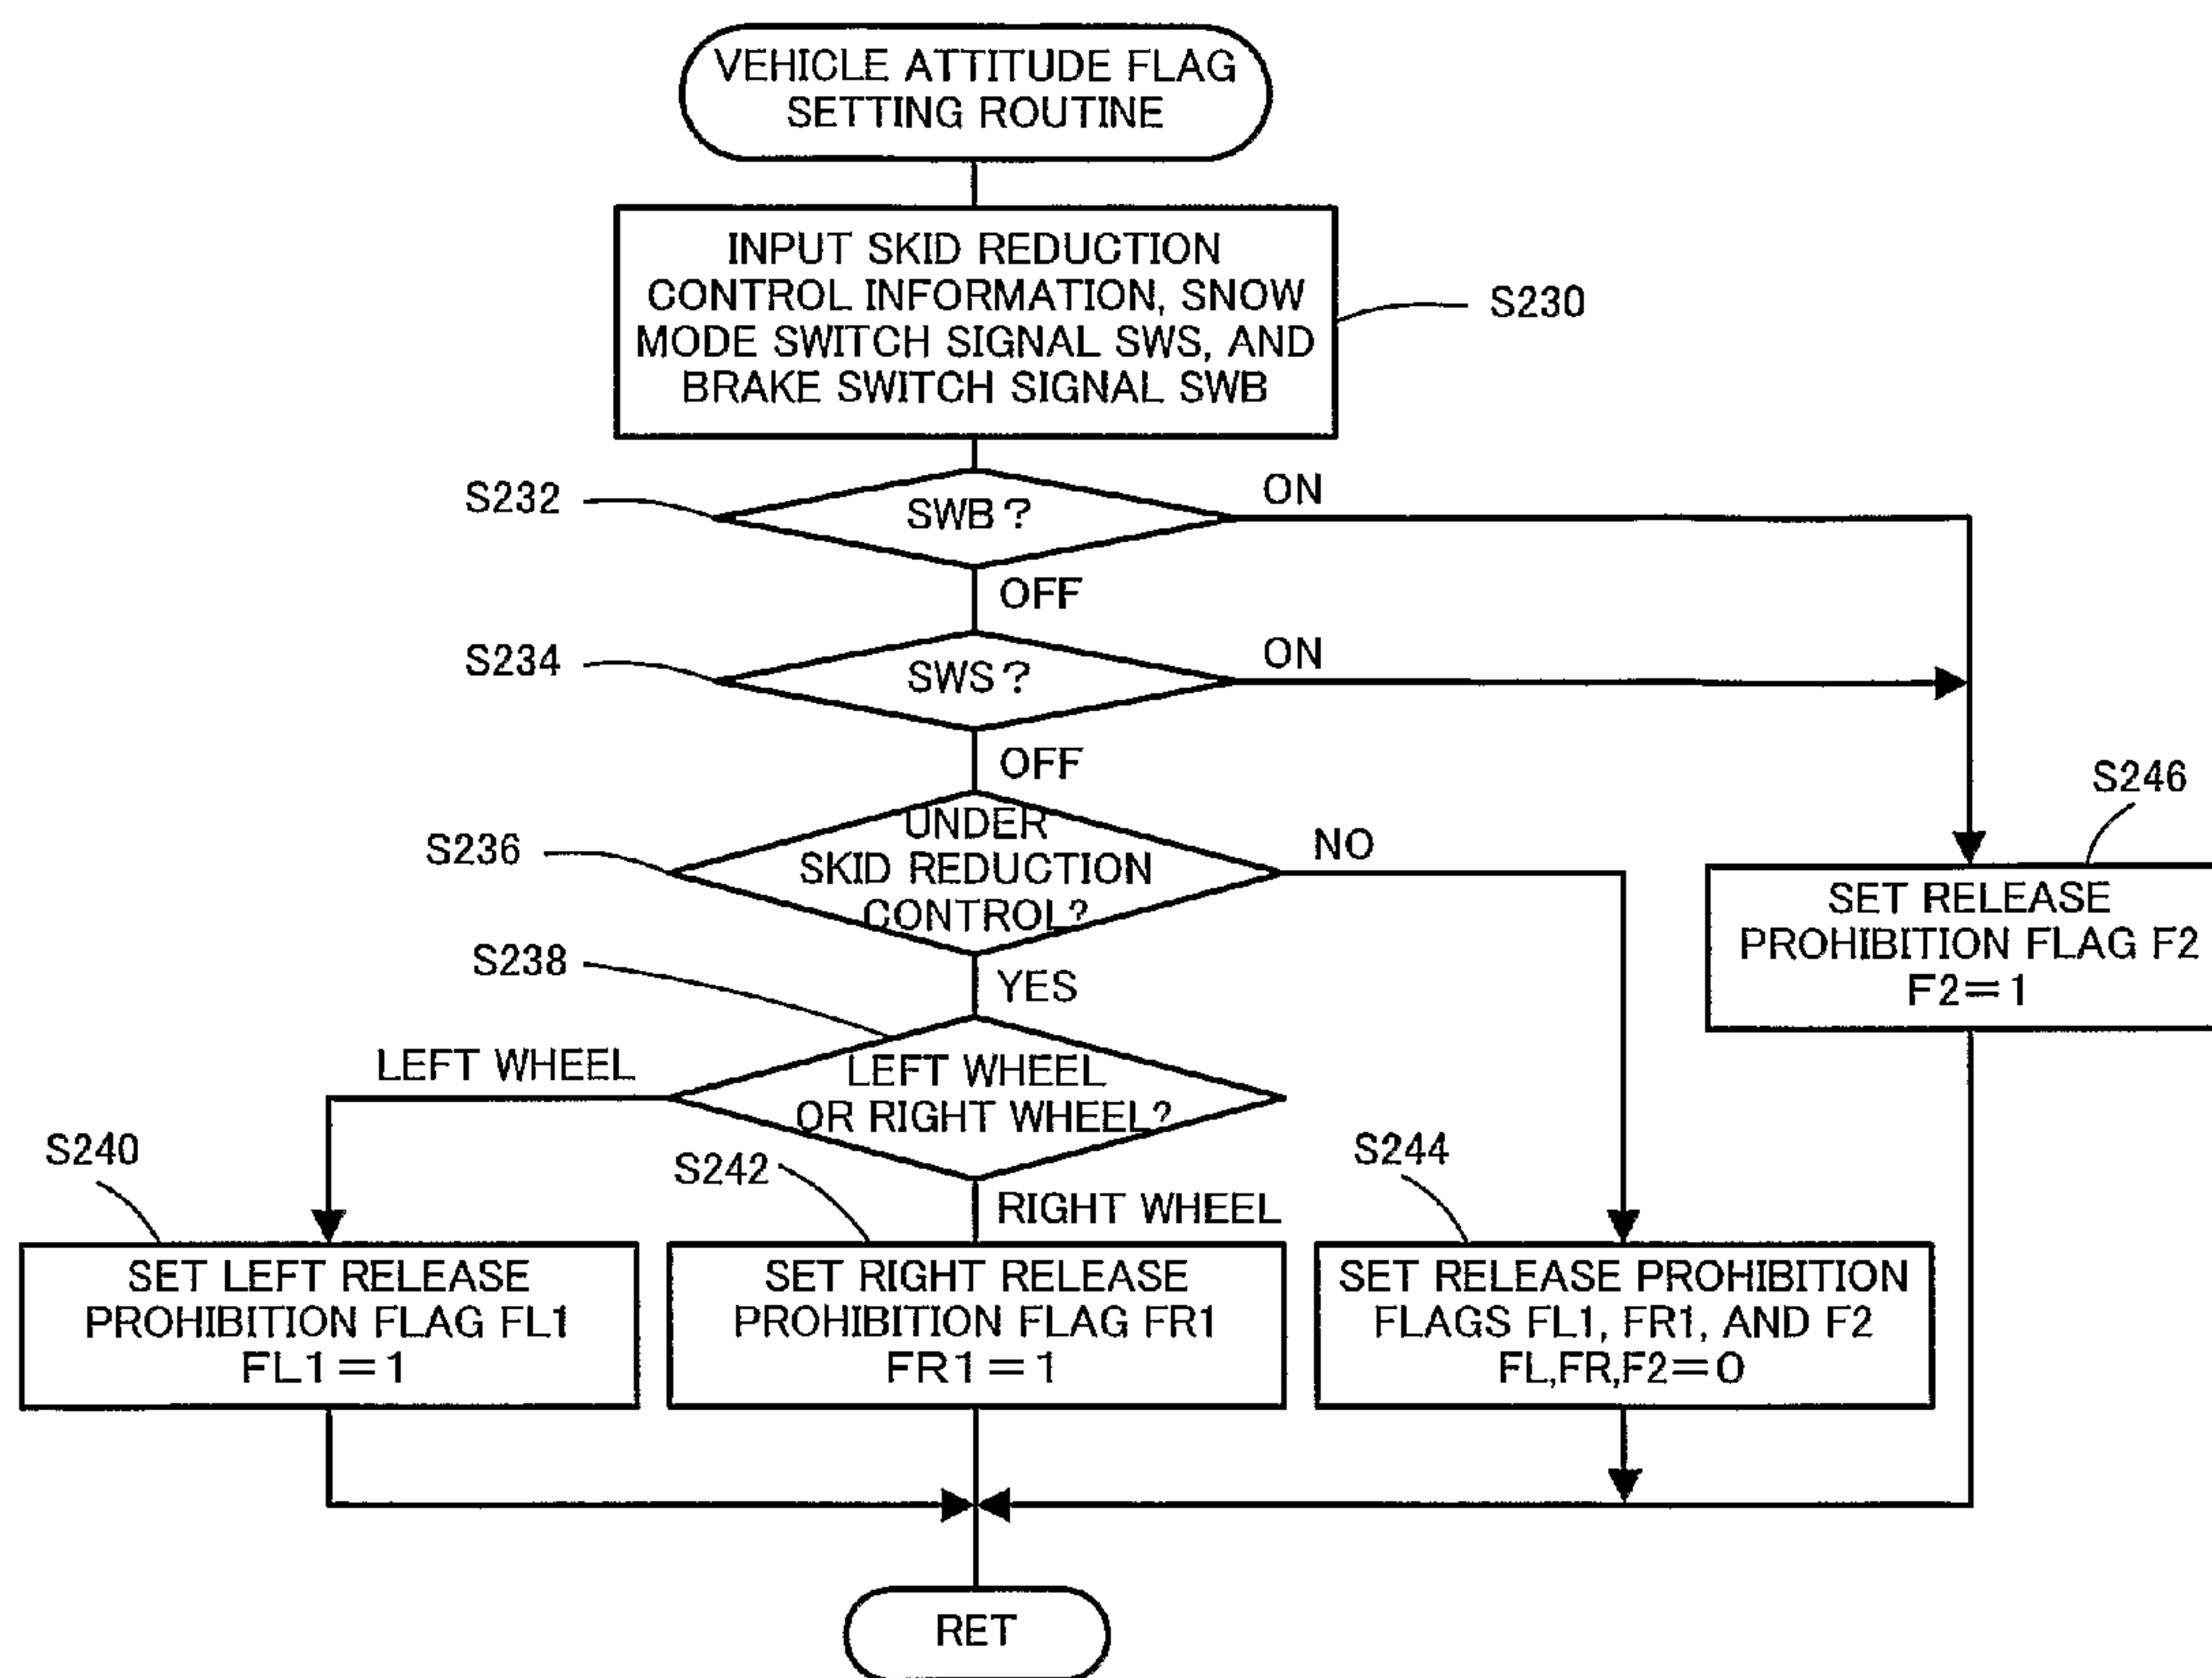 VEHICLE ATTITUDE FLAG
SETTING ROUTINE
INPUT SKID REDUCTION
CONTROL INFORMATION, SNOW
MODE SWITCH SIGNAL SWS, AND
BRAKE SWITCH SIGNAL SWB
S230
S232
SWB?
ON
OFF
S234
SWS?
ON
OFF
S236
UNDER
SKID REDUCTION
CONTROL?
NO
S246
SET RELEASE
PROHIBITION FLAG F2
F2=1
S238
YES
LEFT WHEEL
LEFT WHEEL
OR RIGHT WHEEL?
S240
S242
S244
RIGHT WHEEL
SET LEFT RELEASE
PROHIBITION FLAG FL1
FL1=1
SET RIGHT RELEASE
PROHIBITION FLAG FR1
FR1=1
SET RELEASE PROHIBITION
FLAGS FL1, FR1, AND F2
FL,FR,F2=0
RET